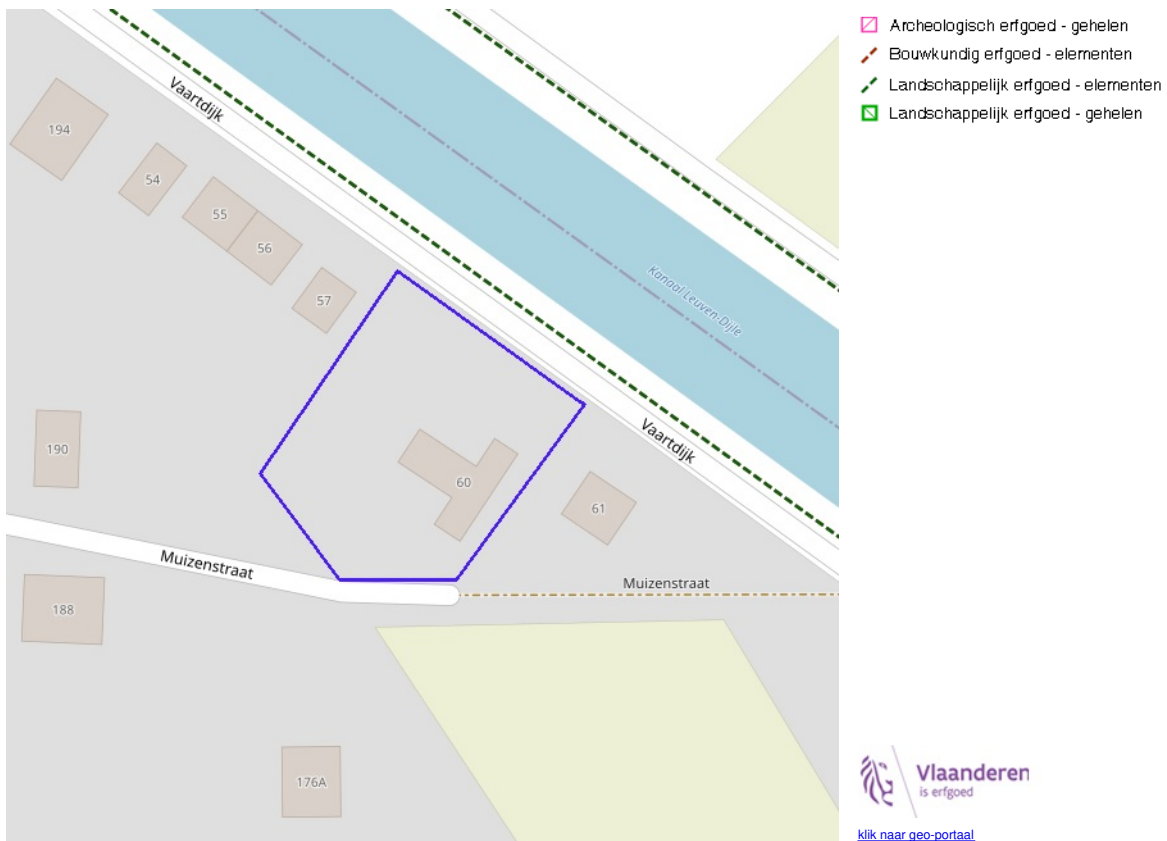 Vaartdijk
194
54
55
56
57
Kanaal Leuven-Dijle
Vaartdijk
190
60
61
Muizenstraat
Muizenstraat
188
176A
Archeologisch erfgoed - gehelen
Bouwkundig erfgoed - elementen
Landschappelijk erfgoed - elementen
Landschappelijk erfgoed - gehelen
Vlaanderen
is erfgoed
klik naar geo-portaal